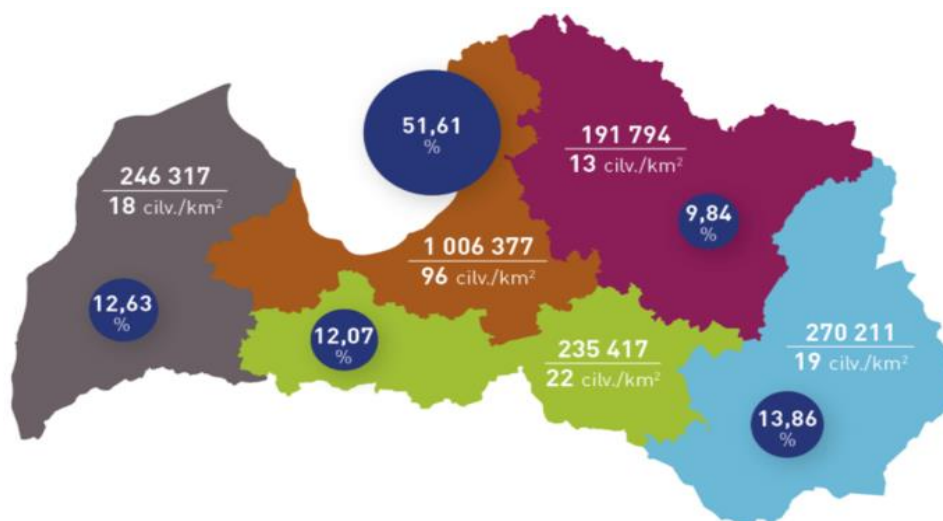 51,61
%
191 794
13 cilv./km²
246 317
18 cilv./km²
9,84
%
1 006 377
96 cilv./km²
12,63
%
12,07
%
235 417
22 cilv./km²
270 211
19 cilv./km²
13,86
%